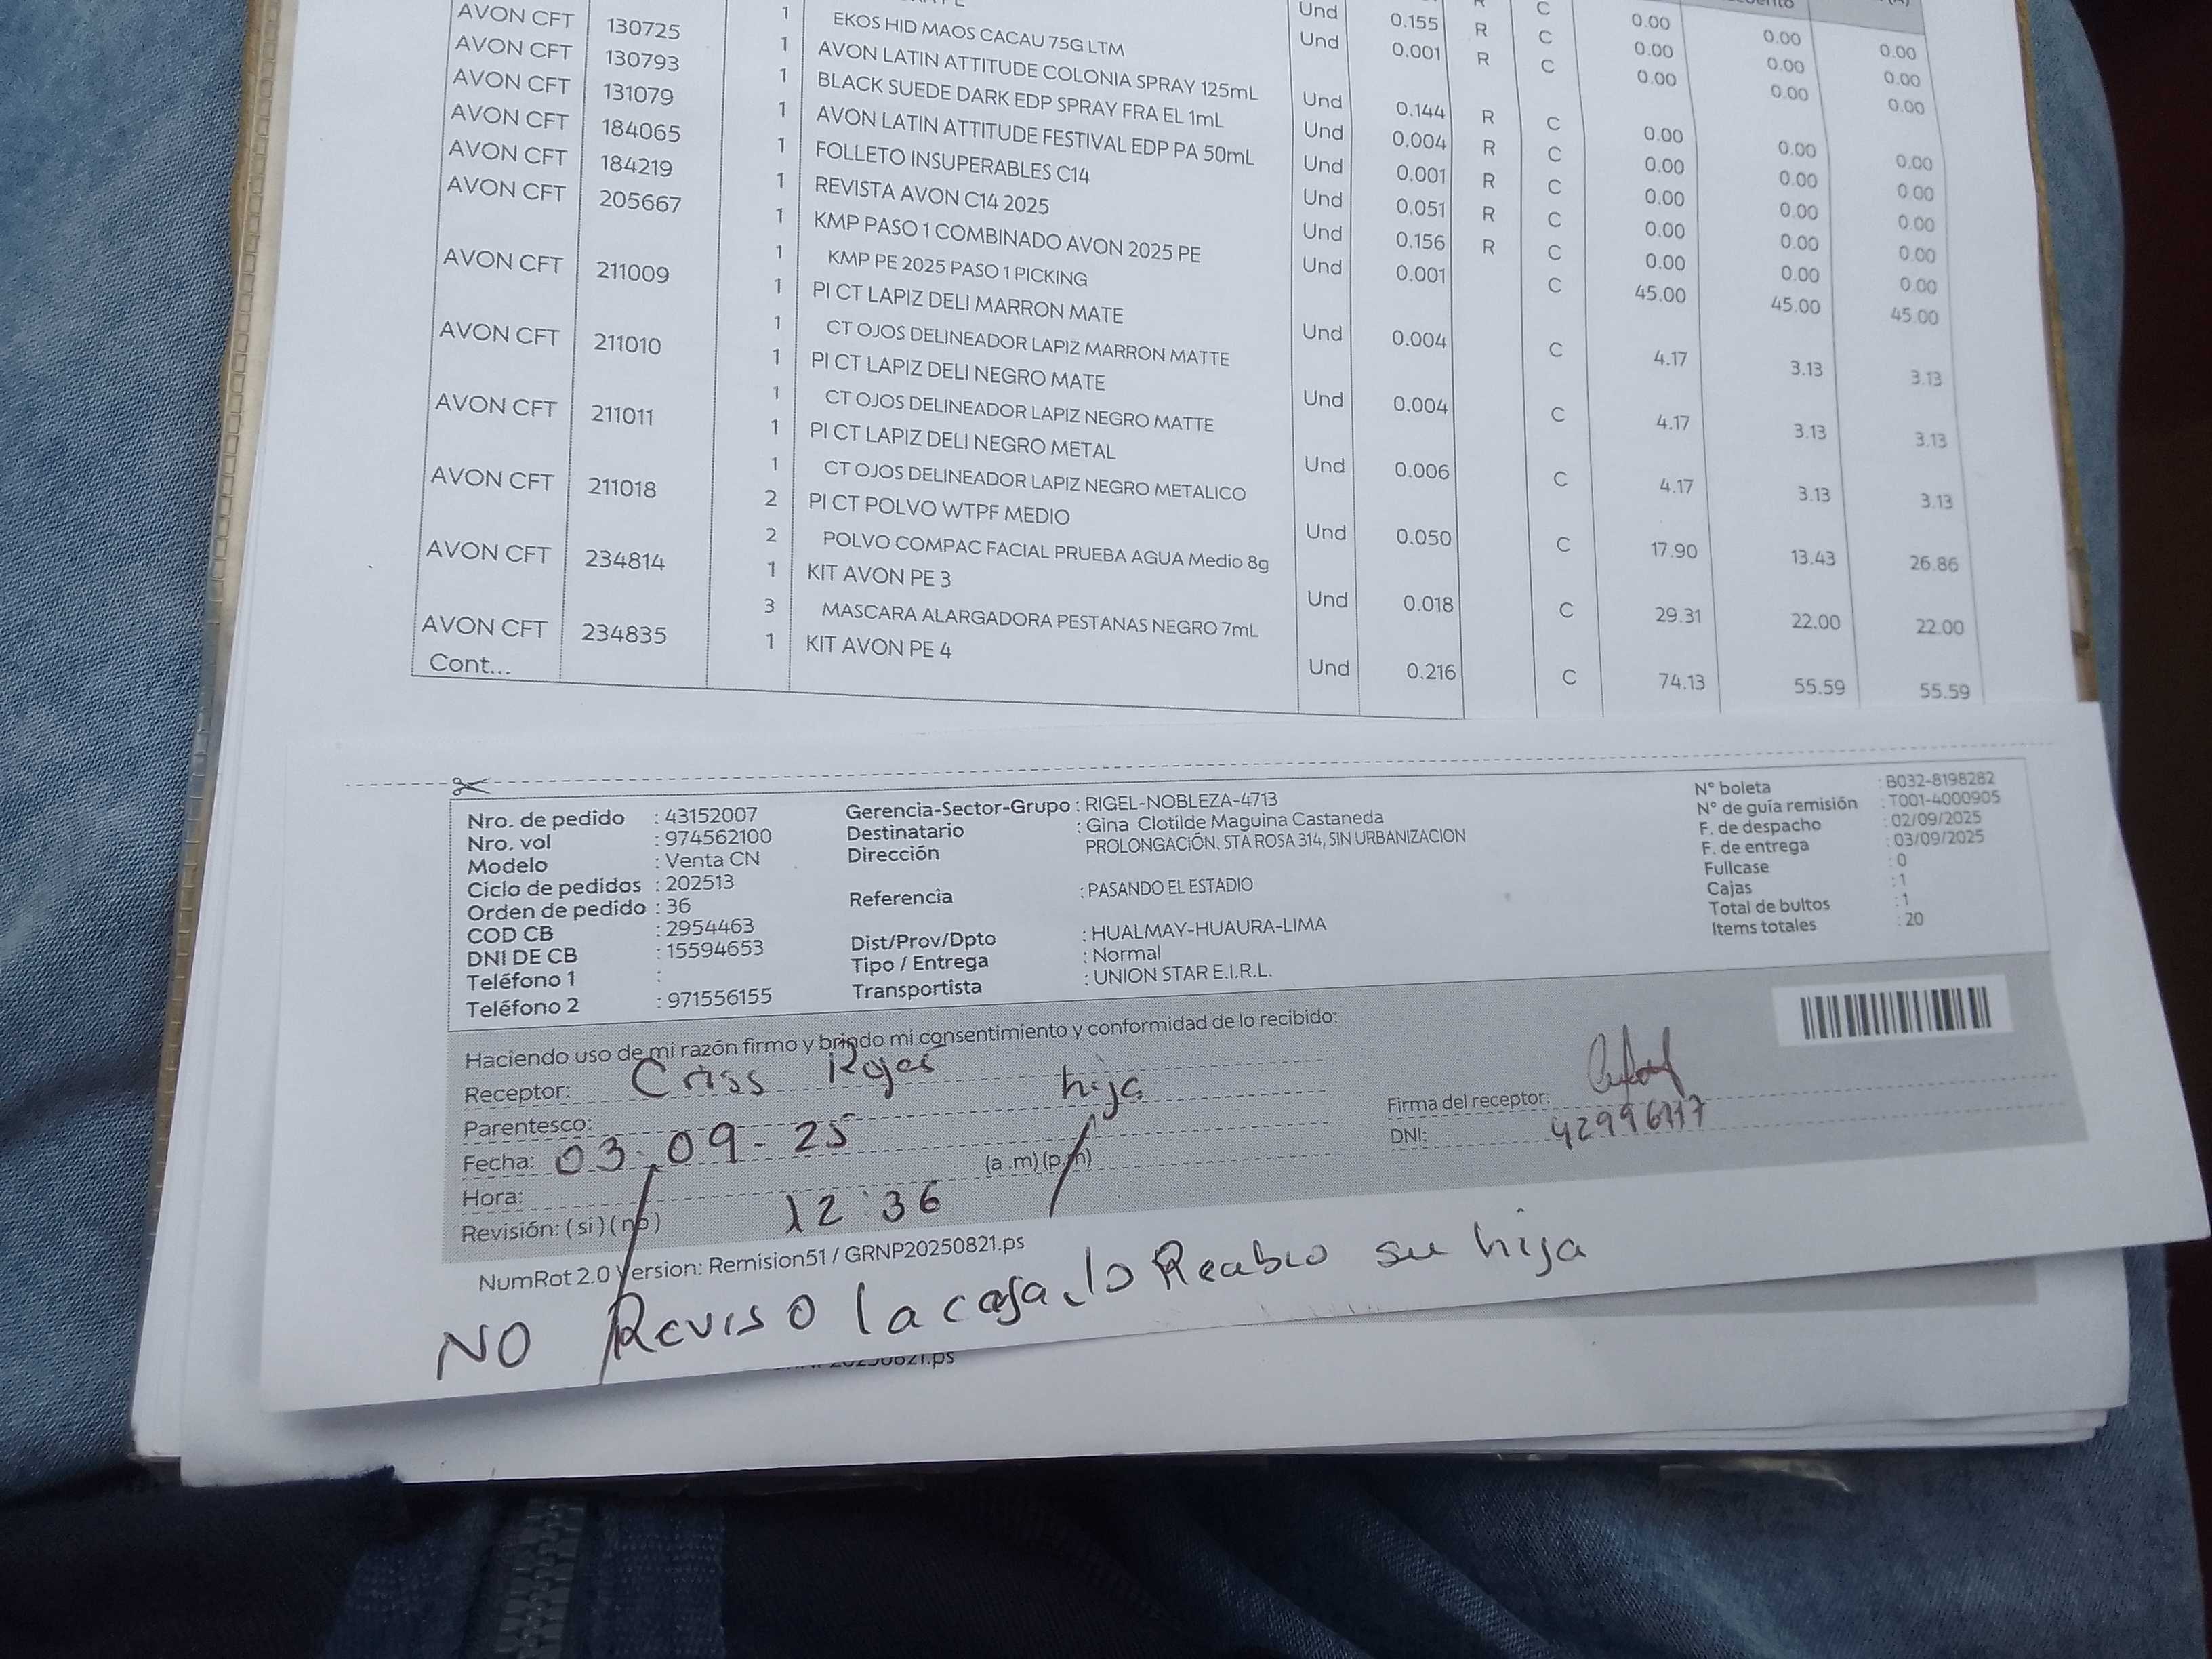 AVON CFT 130725 1 EKOS HID MAOS CACAU 75G LTM Und 0.155 R C 0.00 0.00 0.00
AVON CFT 130793 1 AVON LATIN ATTITUDE COLONIA SPRAY 125mL Und 0.001 R C 0.00 0.00 0.00
AVON CFT 131079 1 BLACK SUEDE DARK EDP SPRAY FRA EL 1mL Und 0.144 R C 0.00 0.00 0.00
AVON CFT 184065 1 AVON LATIN ATTITUDE FESTIVAL EDP PA 50mL Und 0.004 R C 0.00 0.00 0.00
AVON CFT 184219 1 FOLLETO INSUPERABLES C14 Und 0.001 R C 0.00 0.00 0.00
AVON CFT 205667 1 REVISTA AVON C14 2025 Und 0.051 R C 0.00 0.00 0.00
1 KMP PASO 1 COMBINADO AVON 2025 PE Und 0.156 R C 0.00 0.00 0.00
AVON CFT 211009 1 KMP PE 2025 PASO 1 PICKING Und 0.001 C 45.00 45.00 45.00
1 PI CT LAPIZ DELI MARRON MATE Und 0.004 C 4.17 3.13 3.13
AVON CFT 211010 1 CT OJOS DELINEADOR LAPIZ MARRON MATTE
1 PI CT LAPIZ DELI NEGRO MATE Und 0.004 C 4.17 3.13 3.13
AVON CFT 211011 1 CT OJOS DELINEADOR LAPIZ NEGRO MATTE
1 PI CT LAPIZ DELI NEGRO METAL Und 0.006 C 4.17 3.13 3.13
AVON CFT 211018 1 CT OJOS DELINEADOR LAPIZ NEGRO METALICO
2 PI CT POLVO WTPF MEDIO Und 0.050 C 17.90 13.43 26.86
AVON CFT 234814 2 POLVO COMPAC FACIAL PRUEBA AGUA Medio 8g
1 KIT AVON PE 3 Und 0.018 C 29.31 22.00 22.00
AVON CFT 234835 3 MASCARA ALARGADORA PESTANAS NEGRO 7mL
1 KIT AVON PE 4 Und 0.216 C 74.13 55.59 55.59
Cont...
Nro. de pedido : 43152007
Nro. vol : 974562100
Modelo : Venta CN
Ciclo de pedidos : 202513
Orden de pedido : 36
COD CB : 2954463
DNI DE CB : 15594653
Teléfono 1 :
Teléfono 2 : 971556155
Gerencia-Sector-Grupo : RIGEL-NOBLEZA-4713
Destinatario : Gina Clotilde Maguina Castaneda
Dirección PROLONGACIÓN. STA ROSA 314, SIN URBANIZACION
Referencia : PASANDO EL ESTADIO
Dist/Prov/Dpto : HUALMAY-HUAURA-LIMA
Tipo / Entrega : Normal
Transportista : UNION STAR E.I.R.L.
N° boleta : B032-8198282
N° de guía remisión : T001-4000905
F. de despacho : 02/09/2025
F. de entrega : 03/09/2025
Fullcase : 0
Cajas : 1
Total de bultos : 1
Items totales : 20
Haciendo uso de mi razón firmo y brindo mi consentimiento y conformidad de lo recibido:
Receptor: Criss Rojas
Parentesco: hija
Fecha: 03.09-25
(a.m)(p.m)
Hora: 12:36
Revisión: (si)(no)
Firma del receptor:
DNI:
NumRot 2.0 Version: Remision51 / GRNP20250821.ps
NO Reviso la caja, lo Recibio su hija